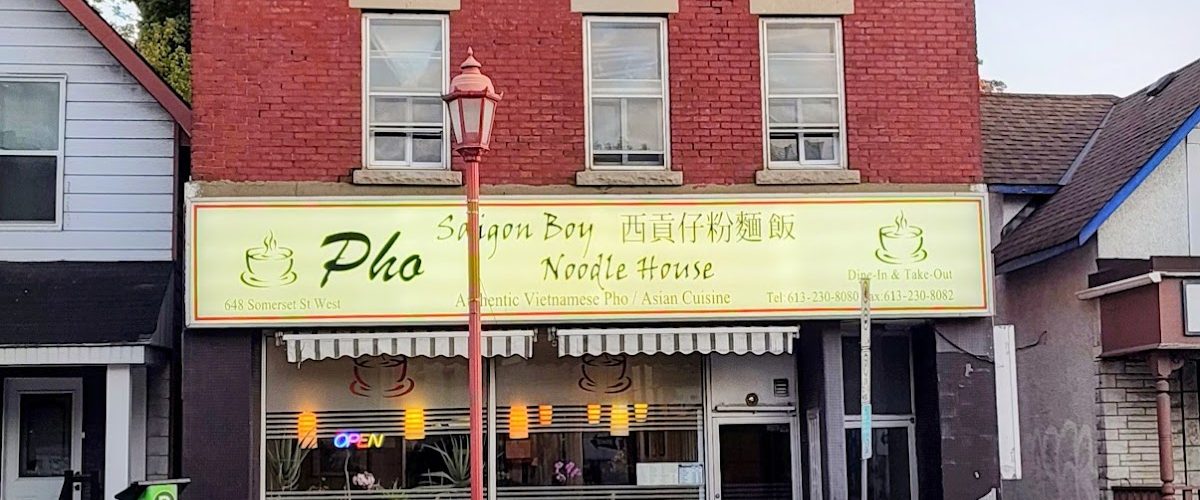 Pho
Saigon Boy 西貢仔粉麵飯
Noodle House
648 Somerset St West
Authentic Vietnamese Pho / Asian Cuisine
Dine-In & Take-Out
Tel:613-230-8080 Fax:613-230-8082
OPEN